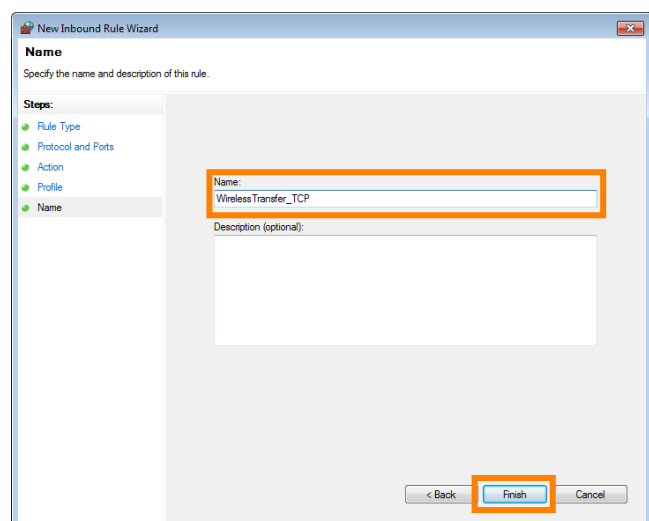 New Inbound Rule Wizard
Name
Specify the name and description of this rule.
Steps:
Rule Type
Protocol and Ports
Action
Profile
Name
Name:
WirelessTransfer_TCP
Description (optional):
< Back Finish Cancel